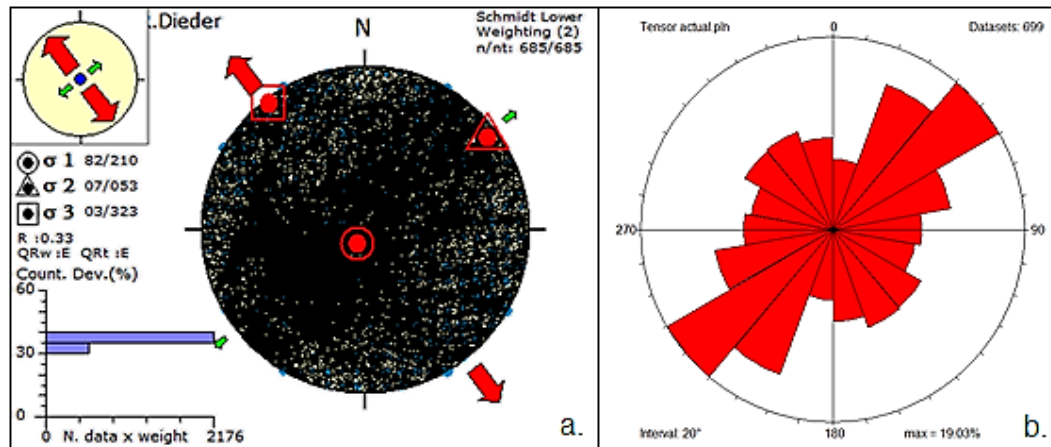 .Dieder
N
Schmidt Lower
Weighting (2)
n/nt: 685/685
σ 1 82/210
σ 2 07/053
σ 3 03/323
R :0.33
QRw :E QRt :E
Count. Dev.(%)
60
30
0
0 N. data x weight 2176
a.
Tensor actual.pln
0
Datasets: 699
270
90
Interval: 20°
180
max = 19.03%
b.